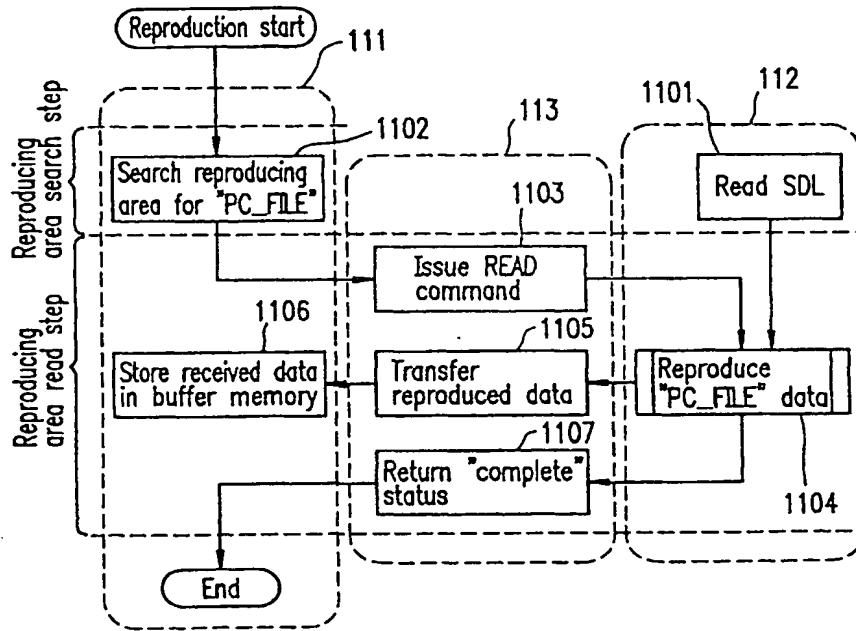 Reproduction start
111
112
1101
113
1102
Reproducing
area search
step
Search reproducing
area for "PC_FILE"
Read SDL
1103
Issue READ
command
Reproducing
area read
step
1106
1105
Store received data
in buffer memory
Transfer
reproduced data
Reproduce
"PC_FILE" data
1107
1104
Return "complete"
status
End